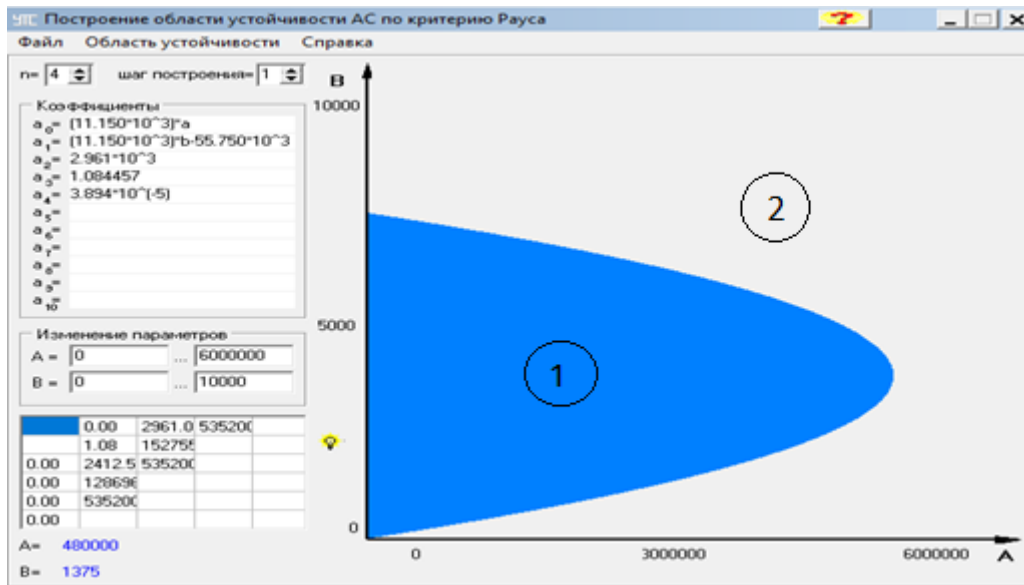 УТС Построение области устойчивости АС по критерию Рауса
?
Файл Область устойчивости Справка
n= 4 шаг построения= 1
Коэффициенты
a0= (11.150*10^3)*a
a1= (11.150*10^3)*b-55.750*10^3
a2= 2.961*10^3
a3= 1.084457
a4= 3.894*10^(-5)
a5=
a6=
a7=
a8=
a9=
a10=
Изменение параметров
A = 0 ... 6000000
B = 0 ... 10000
0.00 2961.0 535200
1.08 152755
0.00 2412.5 535200
0.00 128696
0.00 535200
0.00
A= 480000
B= 1375
B
10000
5000
0
0 3000000 6000000 A
1
2